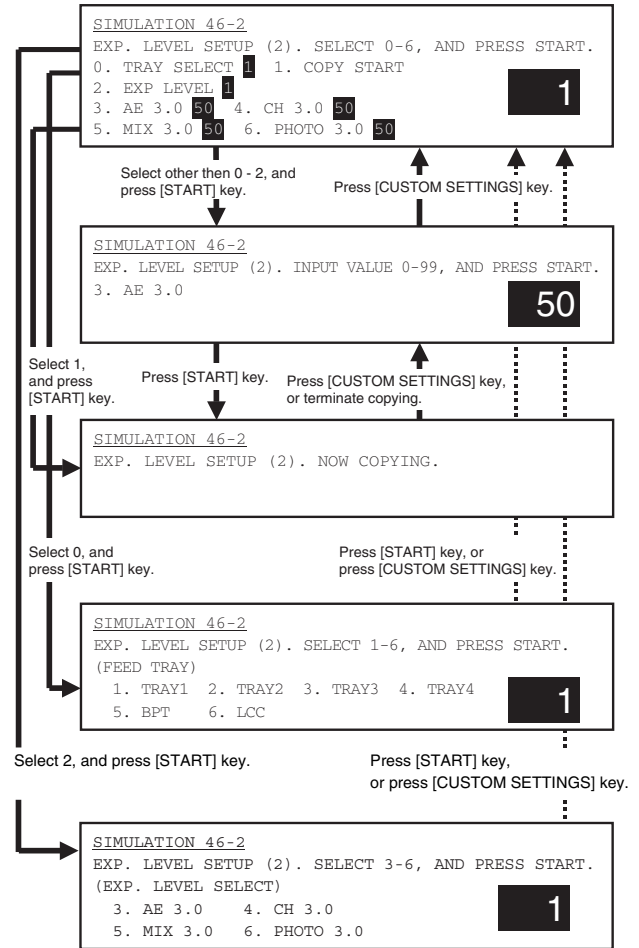 SIMULATION 46-2
EXP. LEVEL SETUP (2). SELECT 0-6, AND PRESS START.
0. TRAY SELECT 1 1. COPY START
2. EXP LEVEL 1
3. AE 3.0 50 4. CH 3.0 50
5. MIX 3.0 50 6. PHOTO 3.0 50
1
Select other then 0 - 2, and
press [START] key.
Press [CUSTOM SETTINGS] key.
SIMULATION 46-2
EXP. LEVEL SETUP (2). INPUT VALUE 0-99, AND PRESS START.
3. AE 3.0
50
Select 1,
and press
[START] key.
Press [START] key.
Press [CUSTOM SETTINGS] key,
or terminate copying.
SIMULATION 46-2
EXP. LEVEL SETUP (2). NOW COPYING.
Select 0, and
press [START] key.
Press [START] key, or
press [CUSTOM SETTINGS] key.
SIMULATION 46-2
EXP. LEVEL SETUP (2). SELECT 1-6, AND PRESS START.
(FEED TRAY)
1. TRAY1 2. TRAY2 3. TRAY3 4. TRAY4
5. BPT 6. LCC
1
Select 2, and press [START] key.
Press [START] key,
or press [CUSTOM SETTINGS] key.
SIMULATION 46-2
EXP. LEVEL SETUP (2). SELECT 3-6, AND PRESS START.
(EXP. LEVEL SELECT)
3. AE 3.0 4. CH 3.0
5. MIX 3.0 6. PHOTO 3.0
1